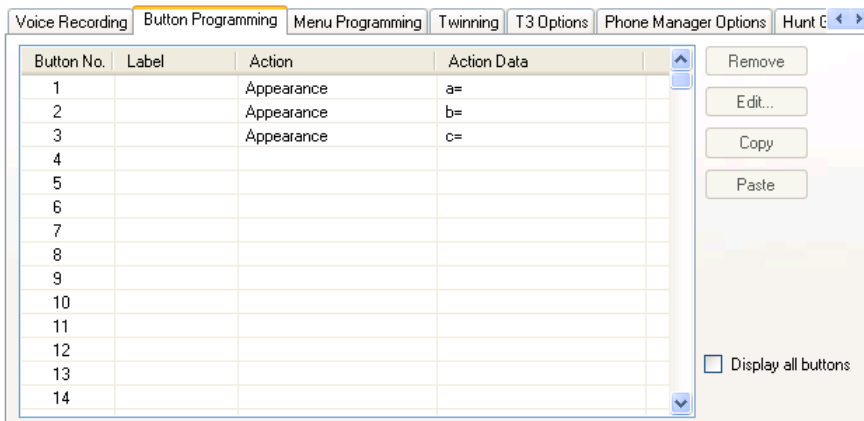 Voice Recording Button Programming Menu Programming Twinning T3 Options Phone Manager Options Hunt G
Button No. Label Action Action Data
1 Appearance a=
2 Appearance b=
3 Appearance c=
4
5
6
7
8
9
10
11
12
13
14
Remove
Edit...
Copy
Paste
Display all buttons